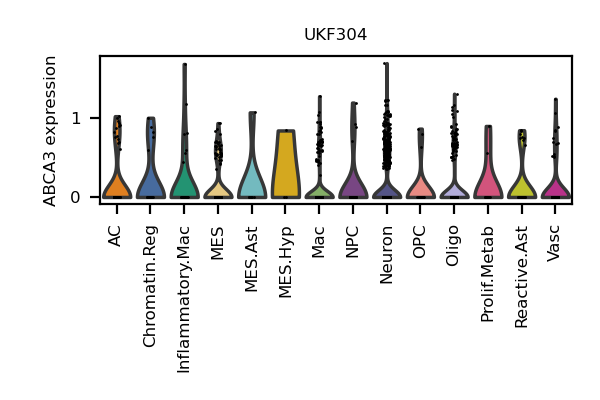 UKF304
ABCA3 expression
1
0
AC
Chromatin.Reg
Inflammatory.Mac
MES
MES.Ast
MES.Hyp
Mac
NPC
Neuron
OPC
Oligo
Prolif.Metab
Reactive.Ast
Vasc